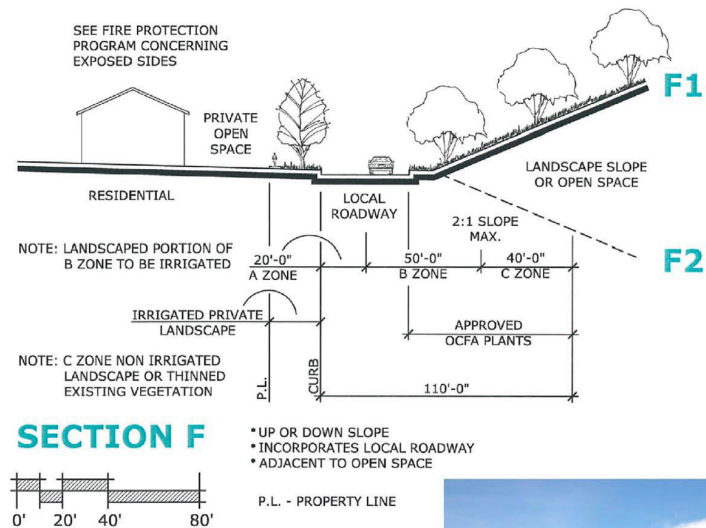 SEE FIRE PROTECTION
PROGRAM CONCERNING
EXPOSED SIDES
F1
PRIVATE
OPEN
SPACE
LANDSCAPE SLOPE
OR OPEN SPACE
RESIDENTIAL
LOCAL
ROADWAY
2:1 SLOPE
MAX.
F2
NOTE: LANDSCAPED PORTION OF
B ZONE TO BE IRRIGATED
20'-0"
A ZONE
50'-0"
B ZONE
40'-0"
C ZONE
IRRIGATED PRIVATE
LANDSCAPE
APPROVED
OCFA PLANTS
NOTE: C ZONE NON IRRIGATED
LANDSCAPE OR THINNED
EXISTING VEGETATION
P.L.
CURB
110'-0"
SECTION F
• UP OR DOWN SLOPE
• INCORPORATES LOCAL ROADWAY
• ADJACENT TO OPEN SPACE
0' 20' 40' 80'
P.L. - PROPERTY LINE